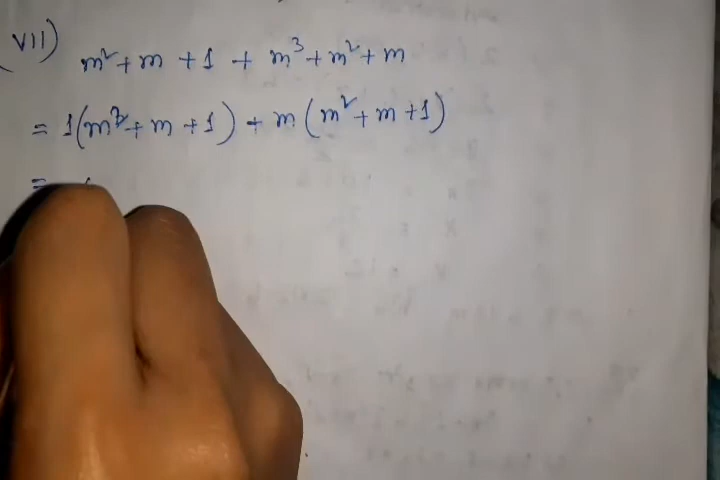 (VII)
m² + m + 1 + m³ + m² + m
= 1(m² + m + 1) + m(m² + m + 1)
=